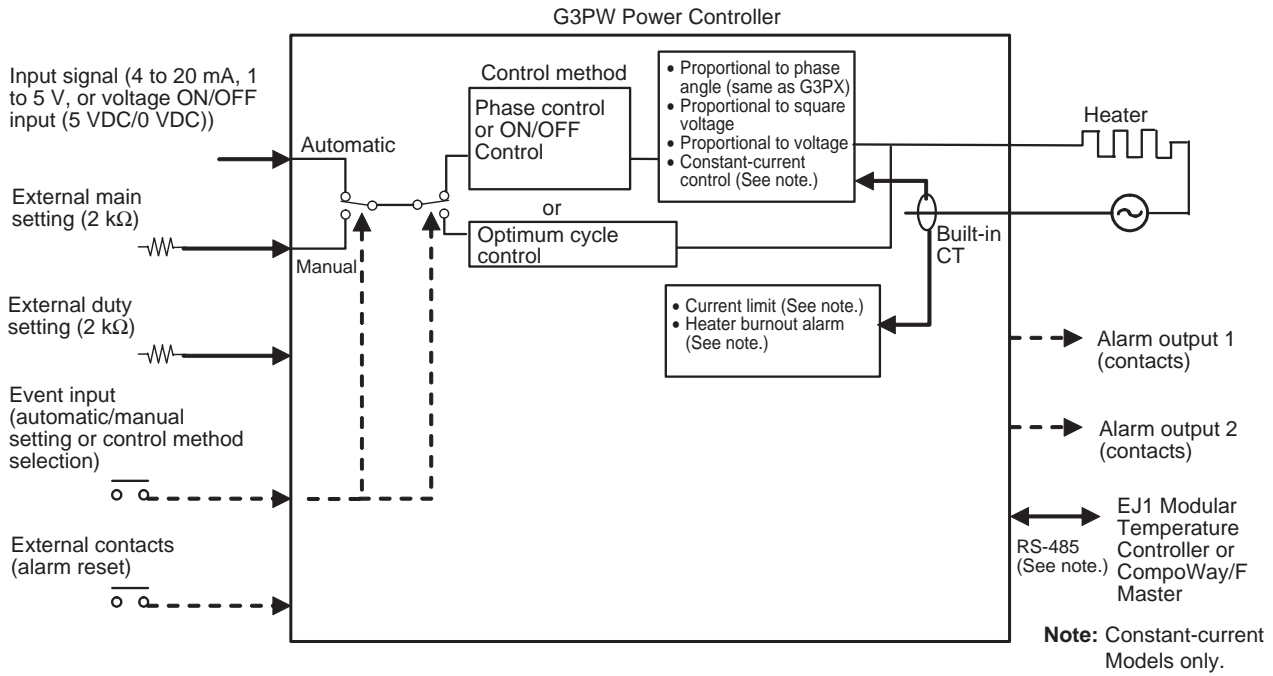 G3PW Power Controller
Input signal (4 to 20 mA, 1
to 5 V, or voltage ON/OFF
input (5 VDC/0 VDC))
Automatic
External main
setting (2 kΩ)
Manual
External duty
setting (2 kΩ)
Event input
(automatic/manual
setting or control method
selection)
External contacts
(alarm reset)
Control method
Phase control
or ON/OFF
Control
or
Optimum cycle
control
• Proportional to phase
angle (same as G3PX)
• Proportional to square
voltage
• Proportional to voltage
• Constant-current
control (See note.)
Built-in
CT
• Current limit (See note.)
• Heater burnout alarm
(See note.)
Heater
Alarm output 1
(contacts)
Alarm output 2
(contacts)
RS-485
(See note.)
EJ1 Modular
Temperature
Controller or
CompoWay/F
Master
Note: Constant-current
Models only.